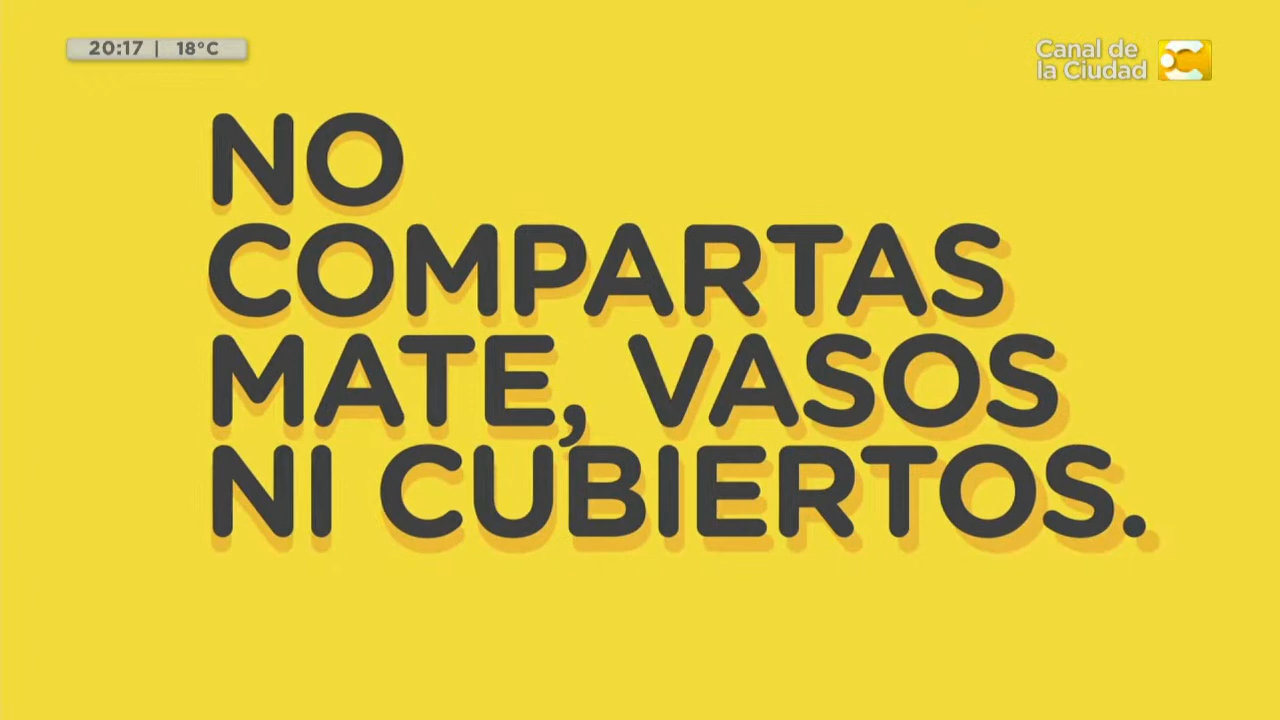 20:17 | 18°C
Canal de
la Ciudad
NO
COMPARTAS
MATE, VASOS
NI CUBIERTOS.